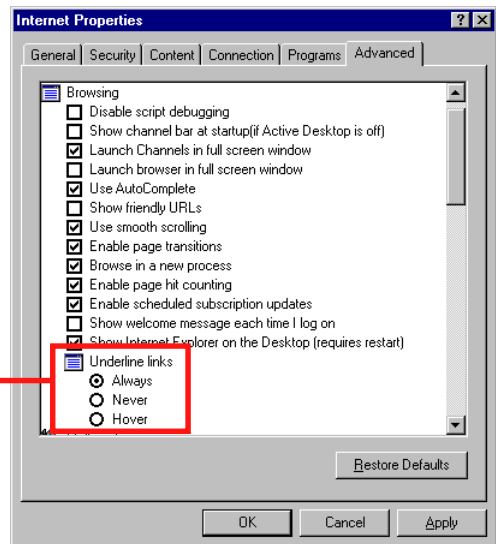 Internet Properties
General Security Content Connection Programs Advanced
Browsing
Disable script debugging
Show channel bar at startup(if Active Desktop is off)
Launch Channels in full screen window
Launch browser in full screen window
Use AutoComplete
Show friendly URLs
Use smooth scrolling
Enable page transitions
Browse in a new process
Enable page hit counting
Enable scheduled subscription updates
Show welcome message each time I log on
Show Internet Explorer on the Desktop (requires restart)
Underline links
Always
Never
Hover
Restore Defaults
OK Cancel Apply